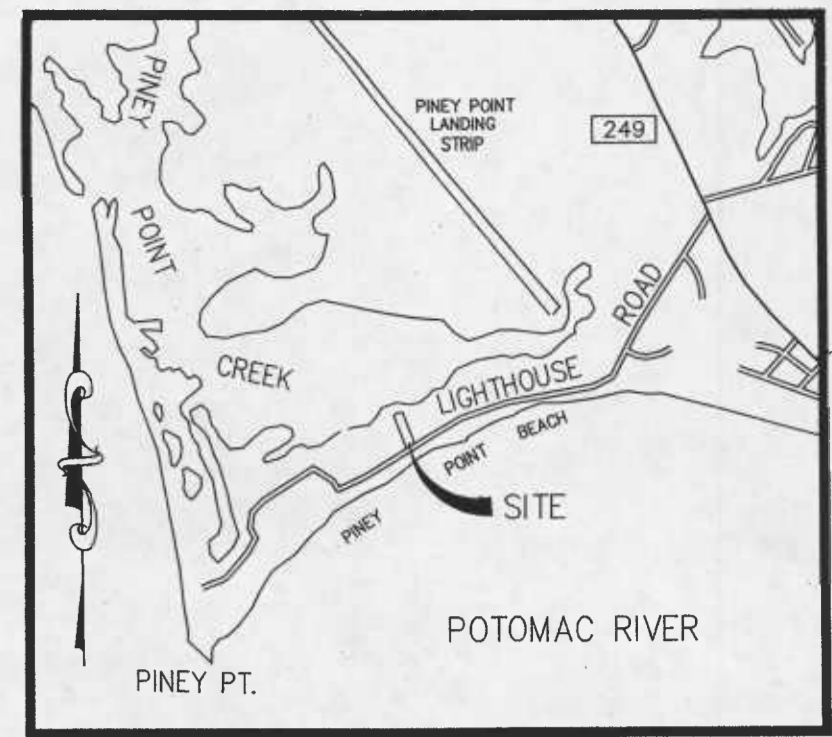 PINEY
POINT
CREEK
PINEY POINT
LANDING
STRIP
249
LIGHTHOUSE ROAD
PINEY POINT BEACH
SITE
POTOMAC RIVER
PINEY PT.